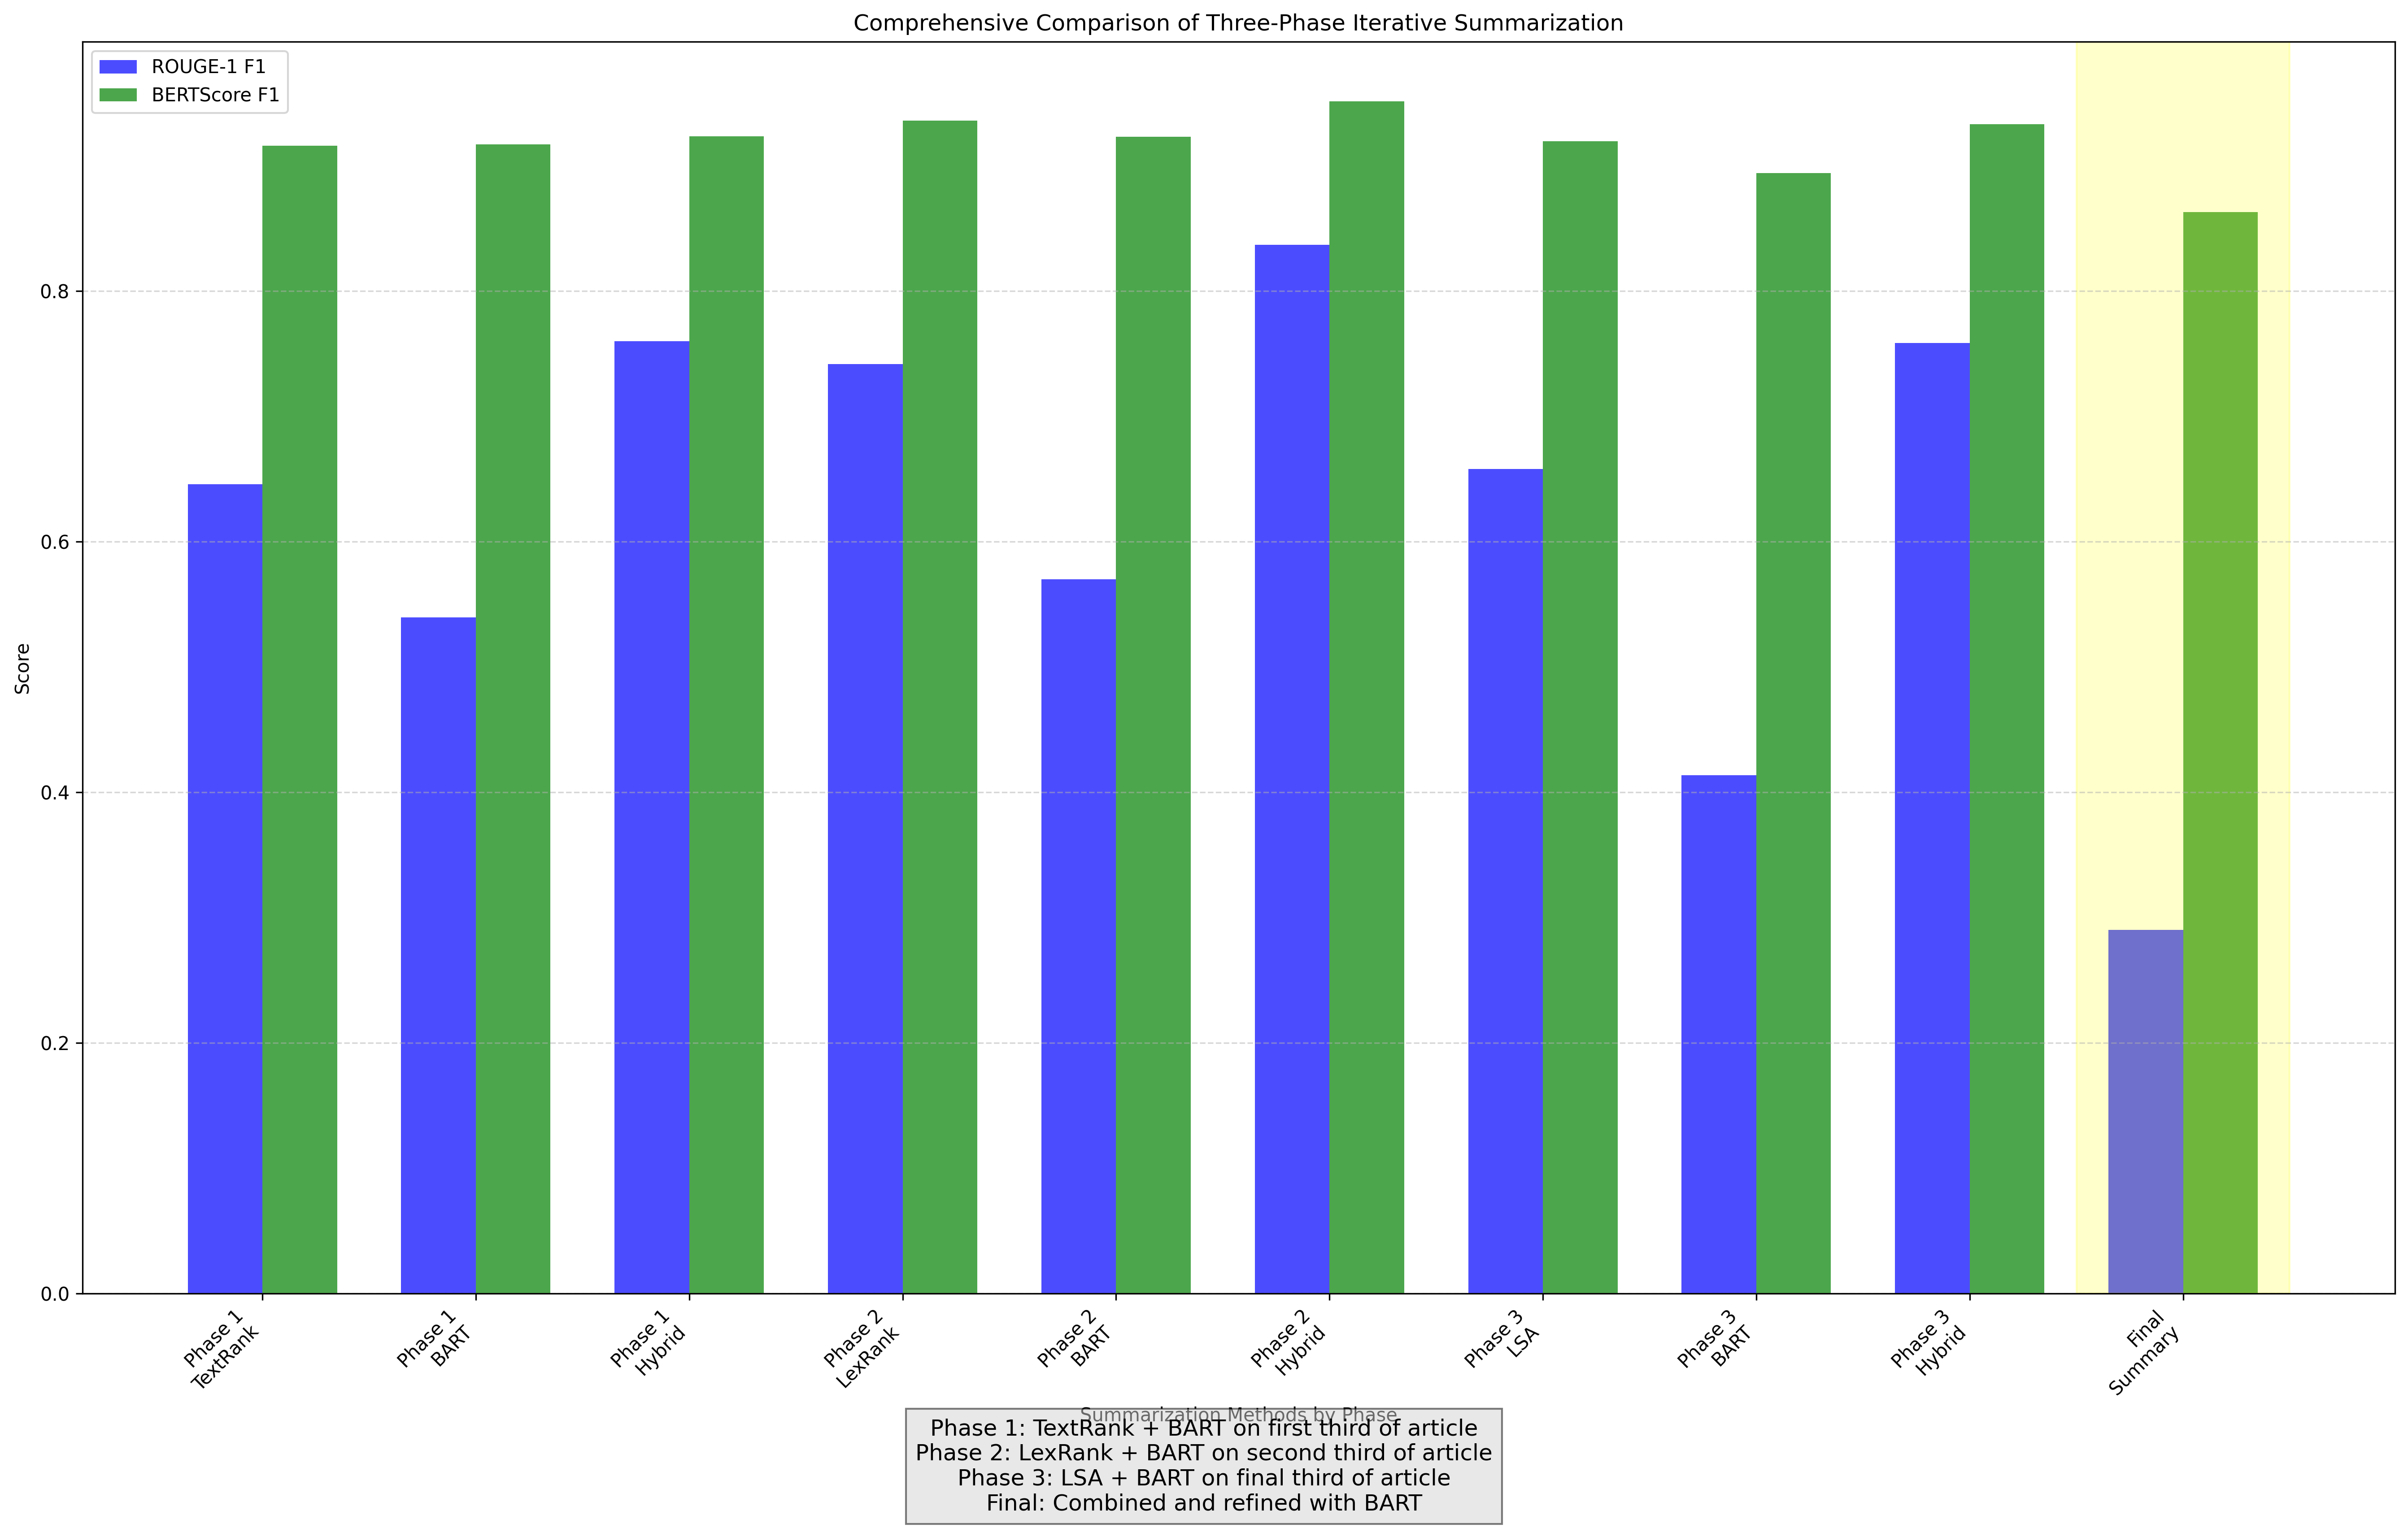 Comprehensive Comparison of Three-Phase Iterative Summarization
ROUGE-1 F1
BERTScore F1
Score
0.8
0.6
0.4
0.2
0.0
Phase 1
TextRank
Phase 1
BART
Phase 1
Hybrid
Phase 2
LexRank
Phase 2
BART
Phase 2
Hybrid
Phase 3
LSA
Phase 3
BART
Phase 3
Hybrid
Final
Summary
Summarization Methods by Phase
Phase 1: TextRank + BART on first third of article
Phase 2: LexRank + BART on second third of article
Phase 3: LSA + BART on final third of article
Final: Combined and refined with BART